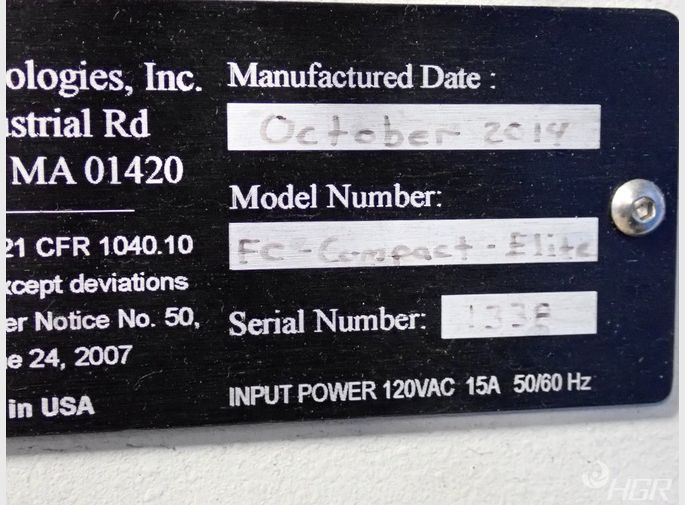 ologies, Inc.
ustrial Rd
MA 01420
21 CFR 1040.10
xcept deviations
er Notice No. 50,
e 24, 2007
in USA
Manufactured Date :
October 2014
Model Number:
FC-Compact-Elite
Serial Number: 1338
INPUT POWER 120VAC 15A 50/60 Hz
HGR